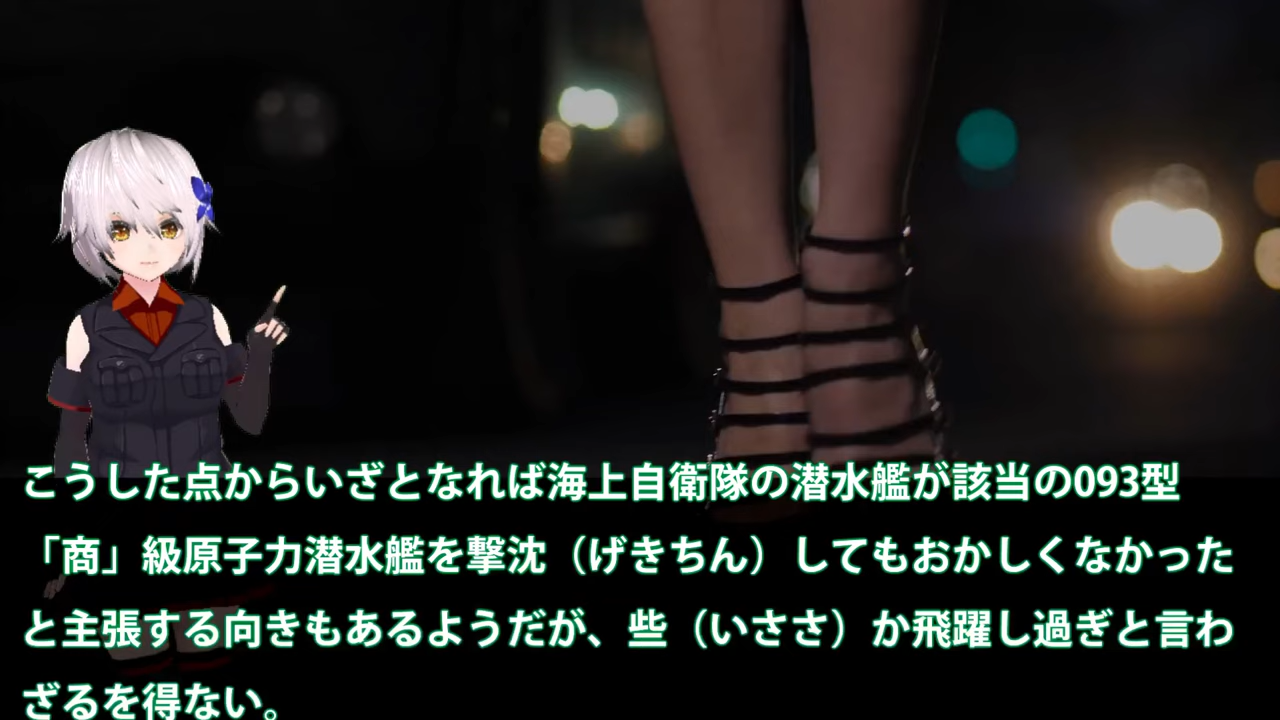 こうした点からいざとなれば海上自衛隊の潜水艦が該当の093型
「商」級原子力潜水艦を撃沈（げきちん）してもおかしくなかった
と主張する向きもあるようだが、些（いささ）か飛躍し過ぎと言わ
ざるを得ない。